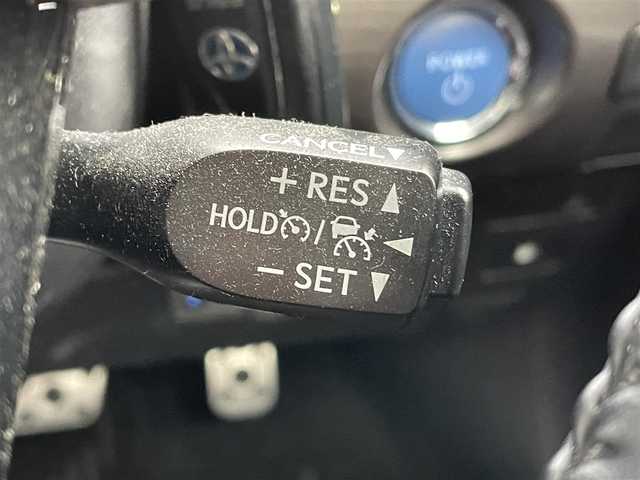 CANCEL▼
+ RES ▲
HOLD / ◀
− SET ▼
POWER